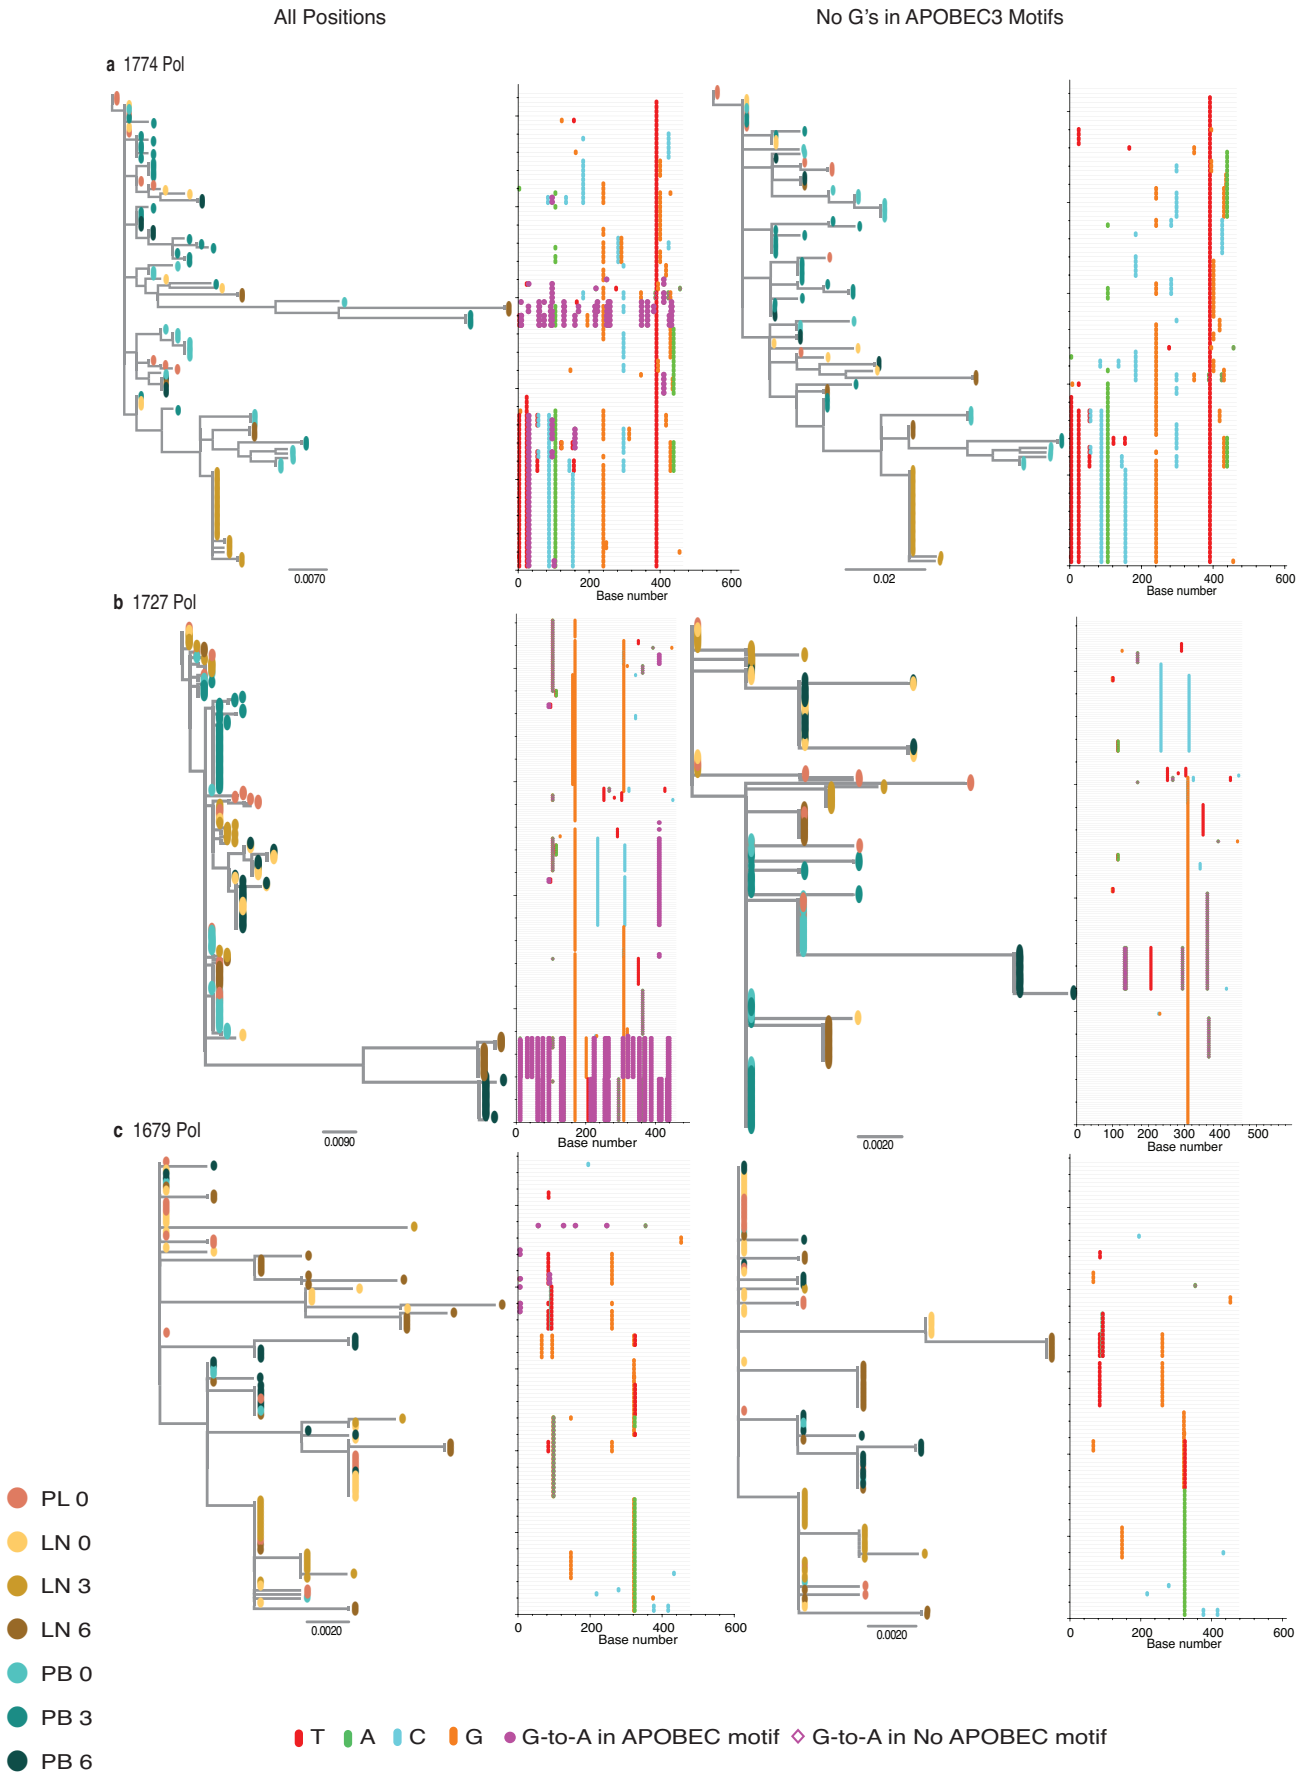 All Positions
No G's in APOBEC3 Motifs
a 1774 Pol
0.0070
0 200 400 600
Base number
0.02
0 200 400 600
Base number
b 1727 Pol
0.0090
0 200 400
Base number
0.0020
0 100 200 300 400 500
Base number
c 1679 Pol
0.0020
0 200 400 600
Base number
0.0020
0 200 400 600
Base number
PL 0
LN 0
LN 3
LN 6
PB 0
PB 3
PB 6
T A C G G-to-A in APOBEC motif G-to-A in No APOBEC motif